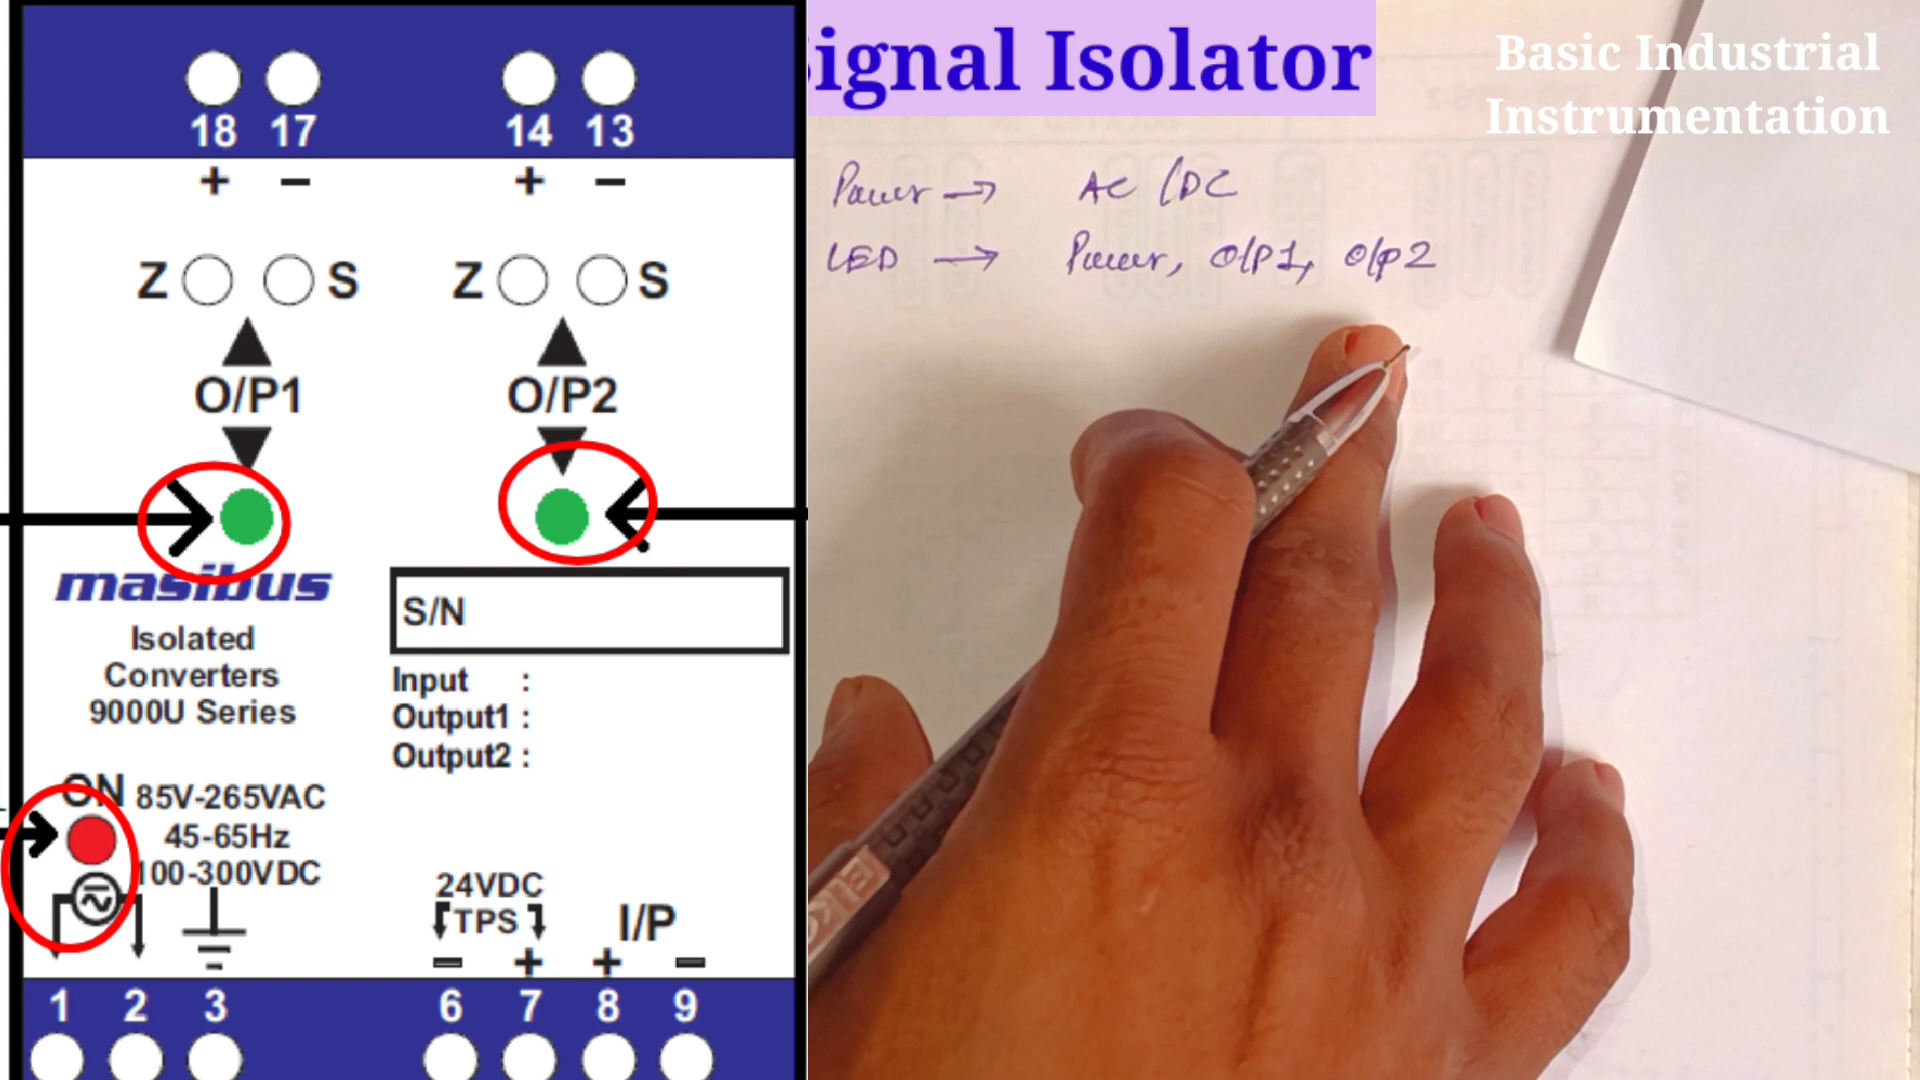 18 17 14 13
+ − + −
Z S Z S
O/P1 O/P2
masibus
Isolated
Converters
9000U Series
S/N
Input :
Output1 :
Output2 :
ON 85V-265VAC
45-65Hz
100-300VDC
24VDC
TPS
I/P
− + + −
1 2 3 6 7 8 9
Signal Isolator
Basic Industrial
Instrumentation
Power → AC/DC
LED → Power, O/P1, O/P2